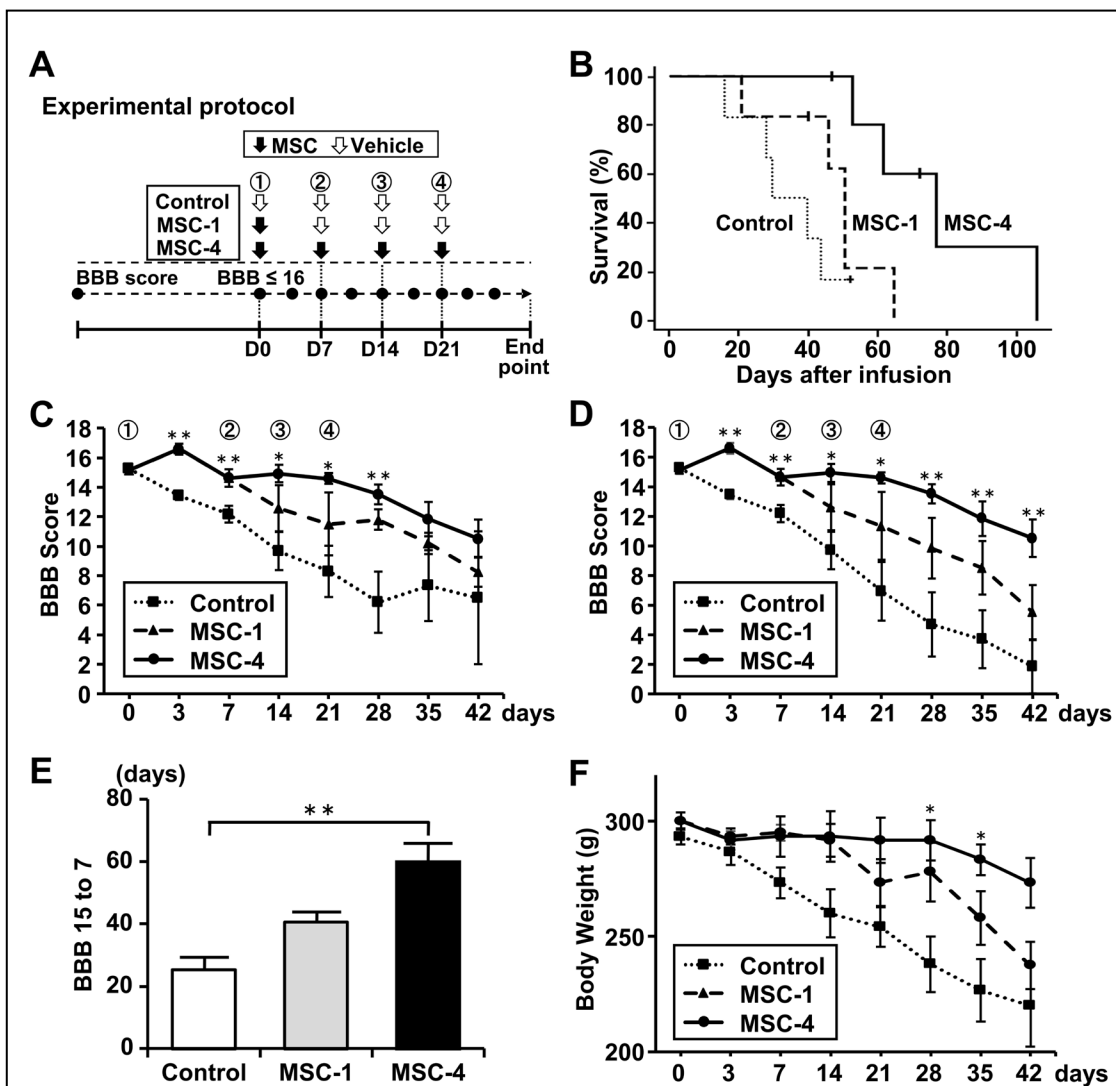 A
Experimental protocol
MSC Vehicle
① ② ③ ④
Control
MSC-1
MSC-4
BBB score BBB ≤ 16
D0 D7 D14 D21 End
point
B
Survival (%)
100
80
60
40
20
0
Control MSC-1 MSC-4
0 20 40 60 80 100
Days after infusion
C
BBB Score
① ② ③ ④
** ** * * **
18
16
14
12
10
8
6
4
2
0
Control
MSC-1
MSC-4
0 3 7 14 21 28 35 42 days
D
BBB Score
① ② ③ ④
** ** * * ** ** **
18
16
14
12
10
8
6
4
2
0
Control
MSC-1
MSC-4
0 3 7 14 21 28 35 42 days
E
(days)
BBB 15 to 7
80
60
40
20
0
**
Control MSC-1 MSC-4
F
Body Weight (g)
300
250
200
* *
Control
MSC-1
MSC-4
0 3 7 14 21 28 35 42 days